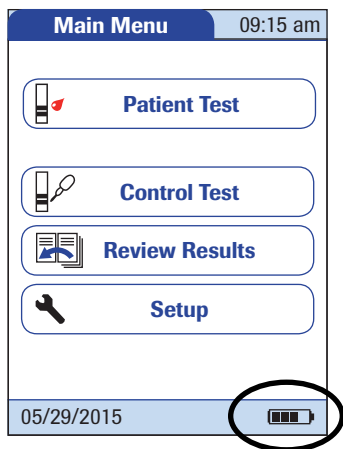 Main Menu 09:15 am
Patient Test
Control Test
Review Results
Setup
05/29/2015